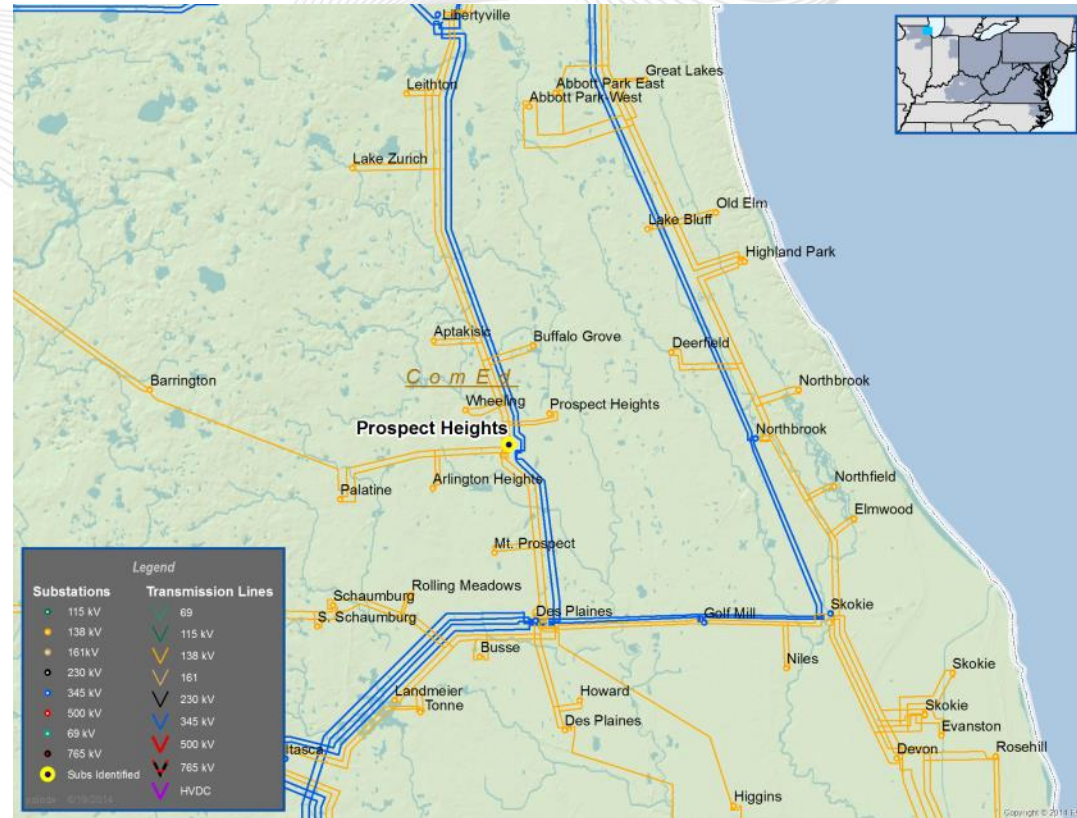 Libertyville
Leithton
Great Lakes
Abbott Park East
Abbott Park West
Lake Zurich
Old Elm
Lake Bluff
Highland Park
Aptakisic
Buffalo Grove
Deerfield
ComEd
Barrington
Northbrook
Wheeling
Prospect Heights
Prospect Heights
Northbrook
Arlington Heights
Palatine
Northfield
Elmwood
Mt. Prospect
Rolling Meadows
Schaumburg
S. Schaumburg
Des Plaines
Golf Mill
Skokie
Busse
Niles
Skokie
Landmeier
Tonne
Howard
Des Plaines
Skokie
Evanston
Itasca
Devon
Rosehill
Higgins
Legend
Substations
115 kV
138 kV
161kV
230 kV
345 kV
500 kV
69 kV
765 kV
Subs Identified
Transmission Lines
69
115 kV
138 kV
161
230 kV
345 kV
500 kV
765 kV
HVDC
6/19/2014
Copyright © 2014 E